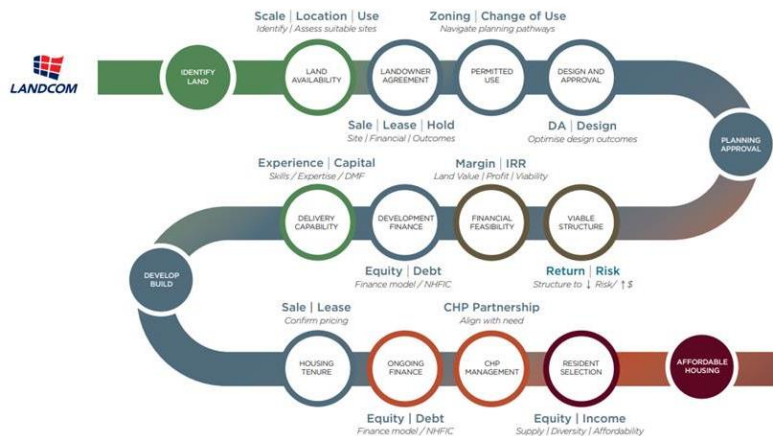 LANDCOM
IDENTIFY
LAND
Scale | Location | Use
Identify | Assess suitable sites
LAND
AVAILABILITY
LANDOWNER
AGREEMENT
Sale | Lease | Hold
Site | Financial | Outcomes
Zoning | Change of Use
Navigate planning pathways
PERMITTED
USE
DESIGN AND
APPROVAL
DA | Design
Optimise design outcomes
PLANNING
APPROVAL
Experience | Capital
Skills / Expertise / DMF
DELIVERY
CAPABILITY
DEVELOPMENT
FINANCE
Equity | Debt
Finance model / NHFIC
Margin | IRR
Land Value | Profit | Viability
FINANCIAL
FEASIBILITY
VIABLE
STRUCTURE
Return | Risk
Structure to ↓ Risk/ ↑ $
DEVELOP
BUILD
Sale | Lease
Confirm pricing
HOUSING
TENURE
ONGOING
FINANCE
Equity | Debt
Finance model / NHFIC
CHP Partnership
Align with need
CHP
MANAGEMENT
RESIDENT
SELECTION
Equity | Income
Supply | Diversity | Affordability
AFFORDABLE
HOUSING